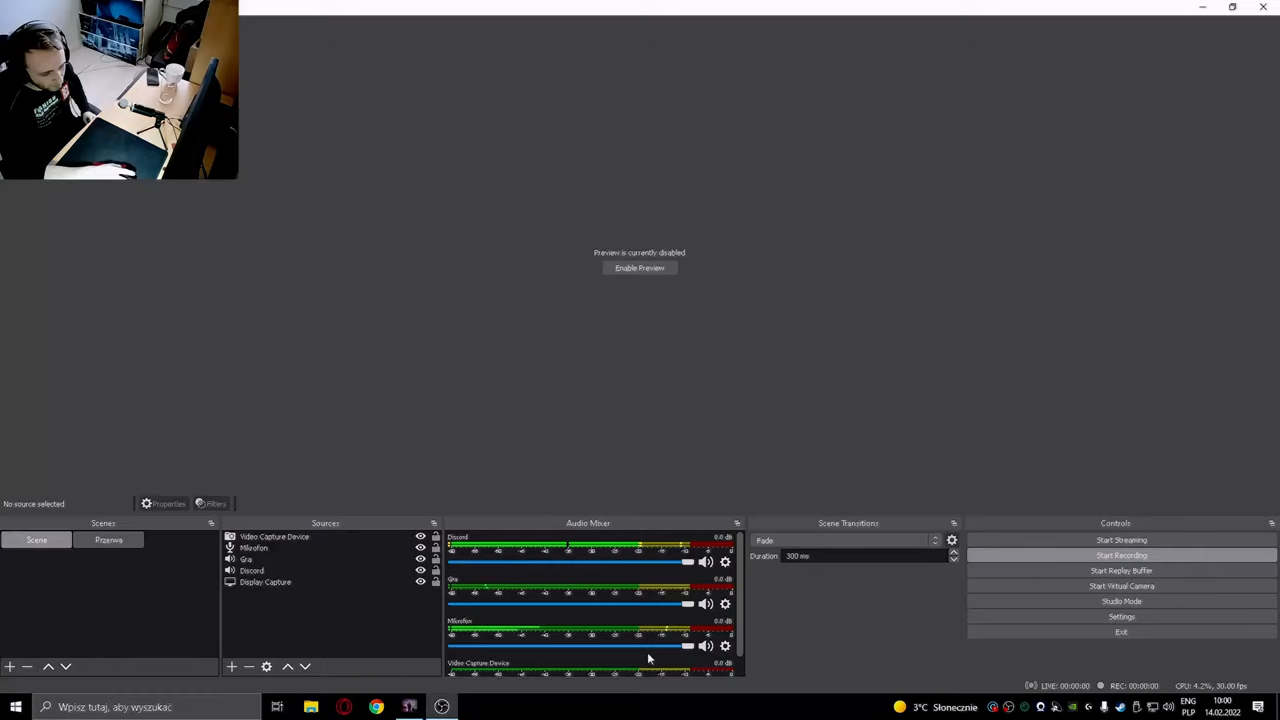 Preview is currently disabled
Enable Preview
No source selected
Properties
Filters
Scenes
Sources
Audio Mixer
Scene Transitions
Controls
Scene
Przerwa
Video Capture Device
Mikrofon
Gra
Discord
Display Capture
Discord
0.0 dB
Gra
0.0 dB
Mikrofon
0.0 dB
Video Capture Device
0.0 dB
Fade
Duration
300 ms
Start Streaming
Start Recording
Start Replay Buffer
Start Virtual Camera
Studio Mode
Settings
Exit
LIVE: 00:00:00
REC: 00:00:00
CPU: 4.2%, 30.00 fps
Wpisz tutaj, aby wyszukać
3°C Słonecznie
ENG
PLP
10:00
14.02.2022